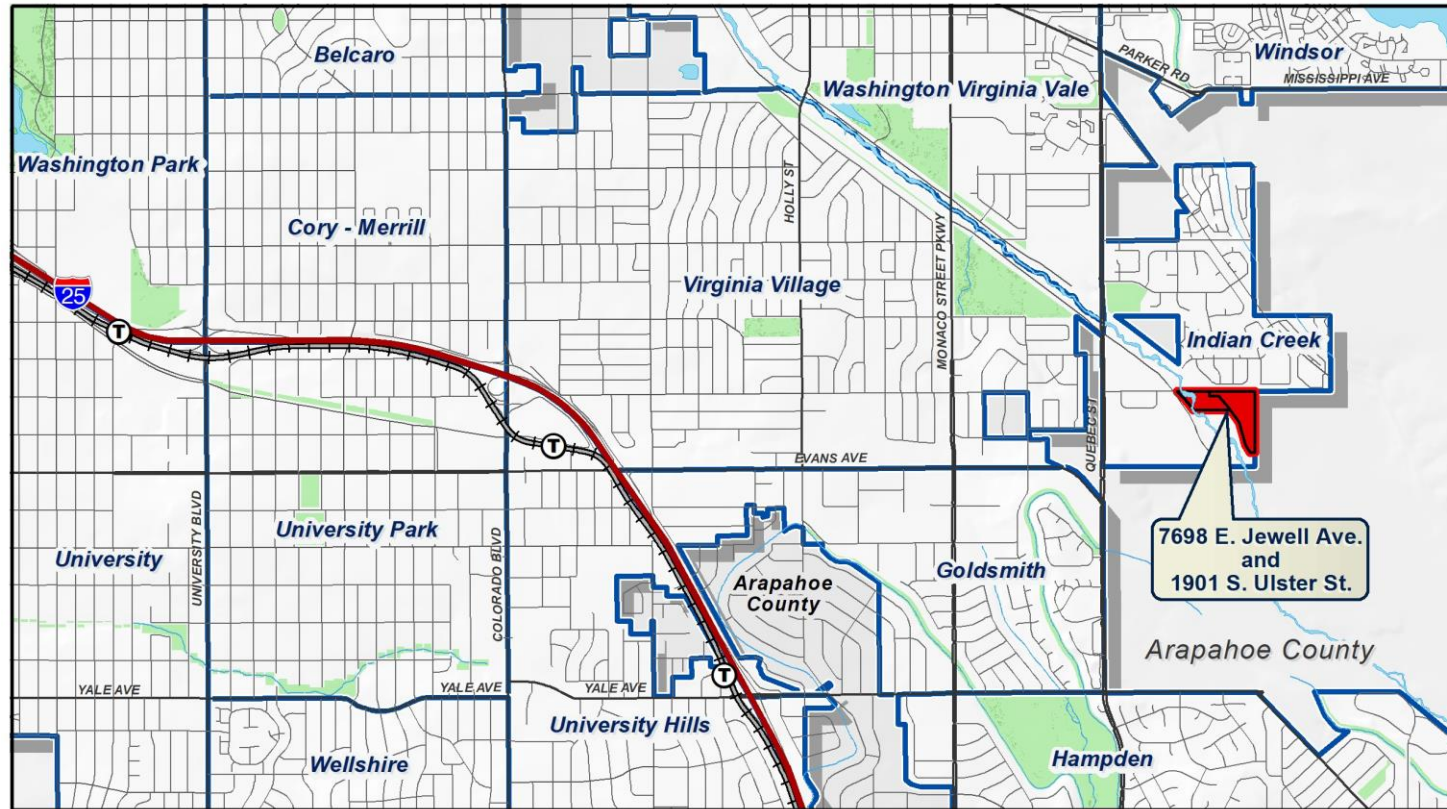 Belcaro
Windsor
PARKER RD
MISSISSIPPI AVE
Washington Virginia Vale
Washington Park
HOLLY ST
Cory - Merrill
MONACO STREET PKWY
Virginia Village
25
T
Indian Creek
QUEBEC ST
T
EVANS AVE
University Park
UNIVERSITY BLVD
COLORADO BLVD
University
7698 E. Jewell Ave.
and
1901 S. Ulster St.
Goldsmith
Arapahoe
County
Arapahoe County
T
YALE AVE
YALE AVE
YALE AVE
University Hills
Wellshire
Hampden